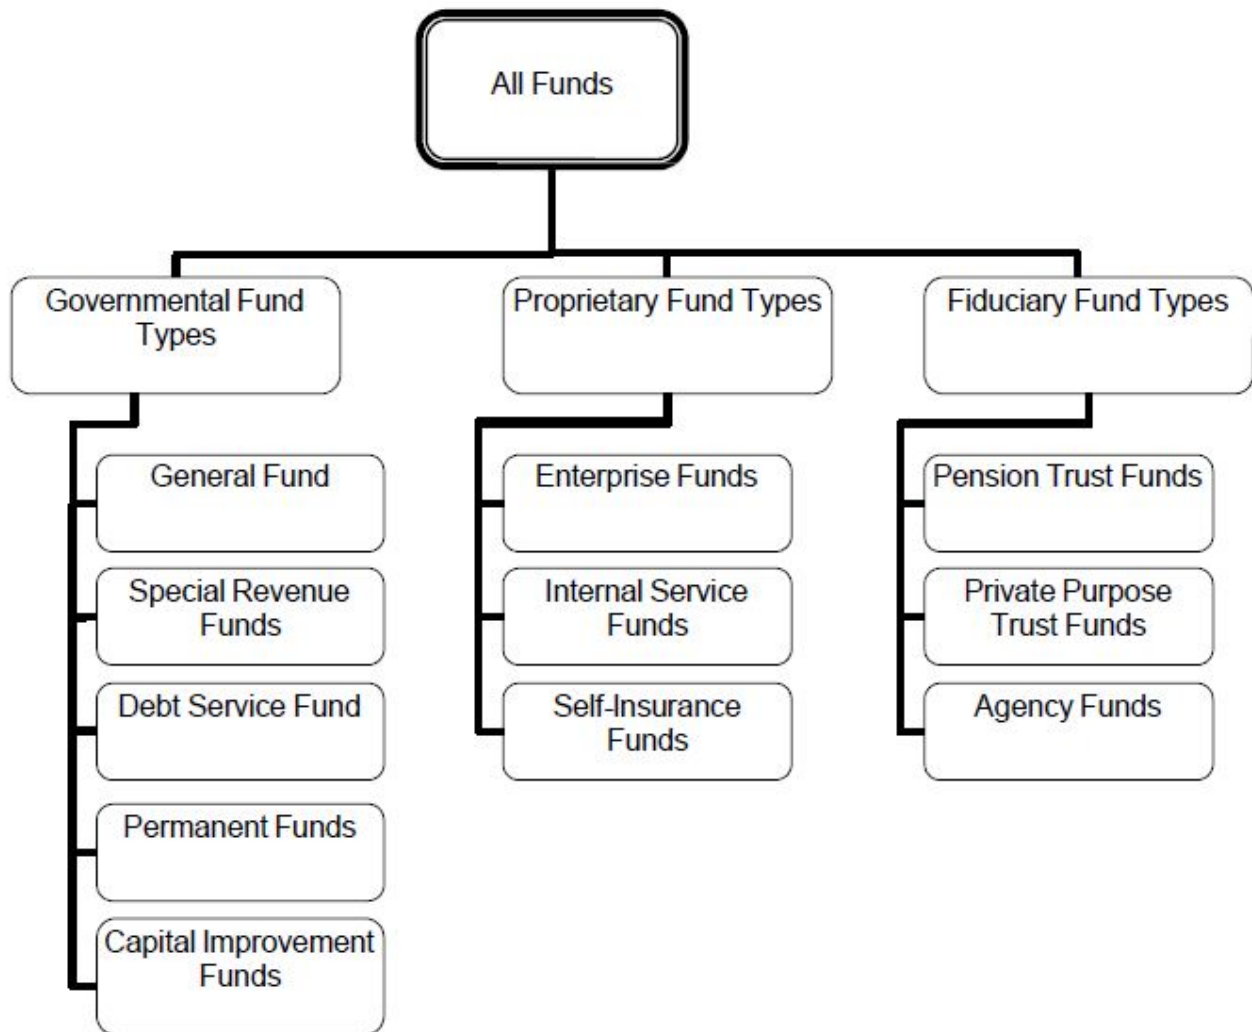 All Funds
Governmental Fund
Types
Proprietary Fund Types
Fiduciary Fund Types
General Fund
Special Revenue
Funds
Debt Service Fund
Permanent Funds
Capital Improvement
Funds
Enterprise Funds
Internal Service
Funds
Self-Insurance
Funds
Pension Trust Funds
Private Purpose
Trust Funds
Agency Funds